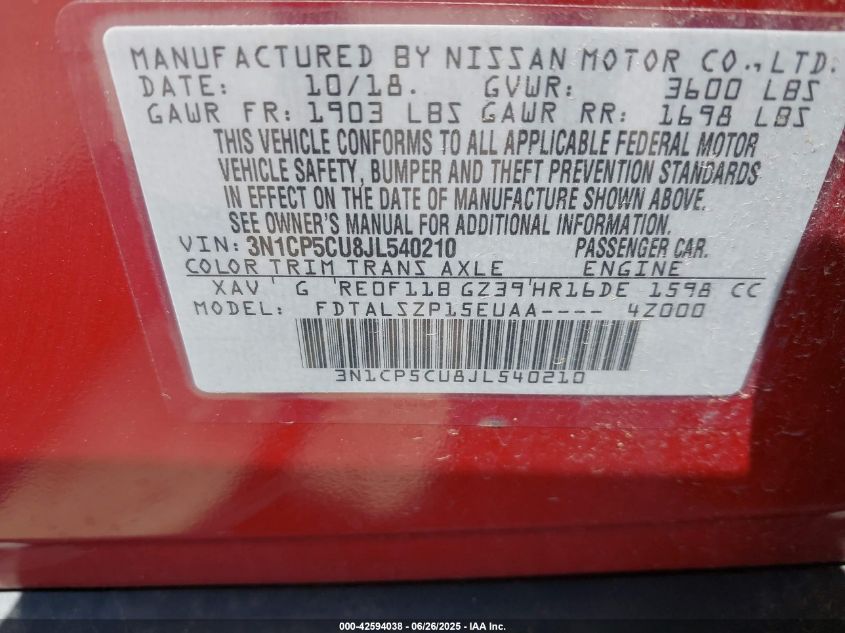 MANUFACTURED BY NISSAN MOTOR CO., LTD.
DATE: 10/18. GVWR: 3600 LBS
GAWR FR: 1903 LBS GAWR RR: 1698 LBS
THIS VEHICLE CONFORMS TO ALL APPLICABLE FEDERAL MOTOR
VEHICLE SAFETY, BUMPER AND THEFT PREVENTION STANDARDS
IN EFFECT ON THE DATE OF MANUFACTURE SHOWN ABOVE.
SEE OWNER'S MANUAL FOR ADDITIONAL INFORMATION.
VIN: 3N1CP5CU8JL540210 PASSENGER CAR.
COLOR TRIM TRANS AXLE ENGINE
XAV G RE0F11B GZ39 HR16DE 1598 CC
MODEL: FDTALSZP15EUAA---- 4Z000
3N1CP5CU8JL540210
000-42594038 - 06/26/2025 - IAA Inc.